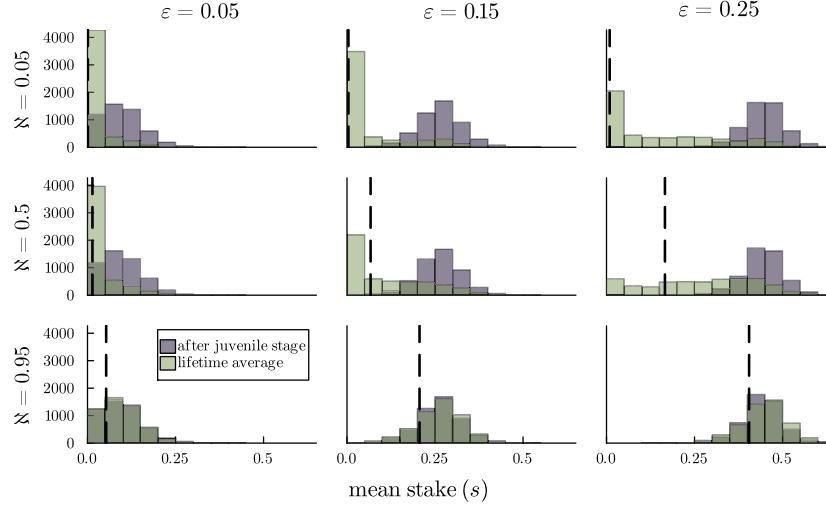 ε = 0.05 ε = 0.15 ε = 0.25
ℵ = 0.05
4000
3000
2000
1000
0
ℵ = 0.5
4000
3000
2000
1000
0
ℵ = 0.95
4000
3000
2000
1000
0
after juvenile stage
lifetime average
0.0 0.25 0.5 0.0 0.25 0.5 0.0 0.25 0.5
mean stake (s)